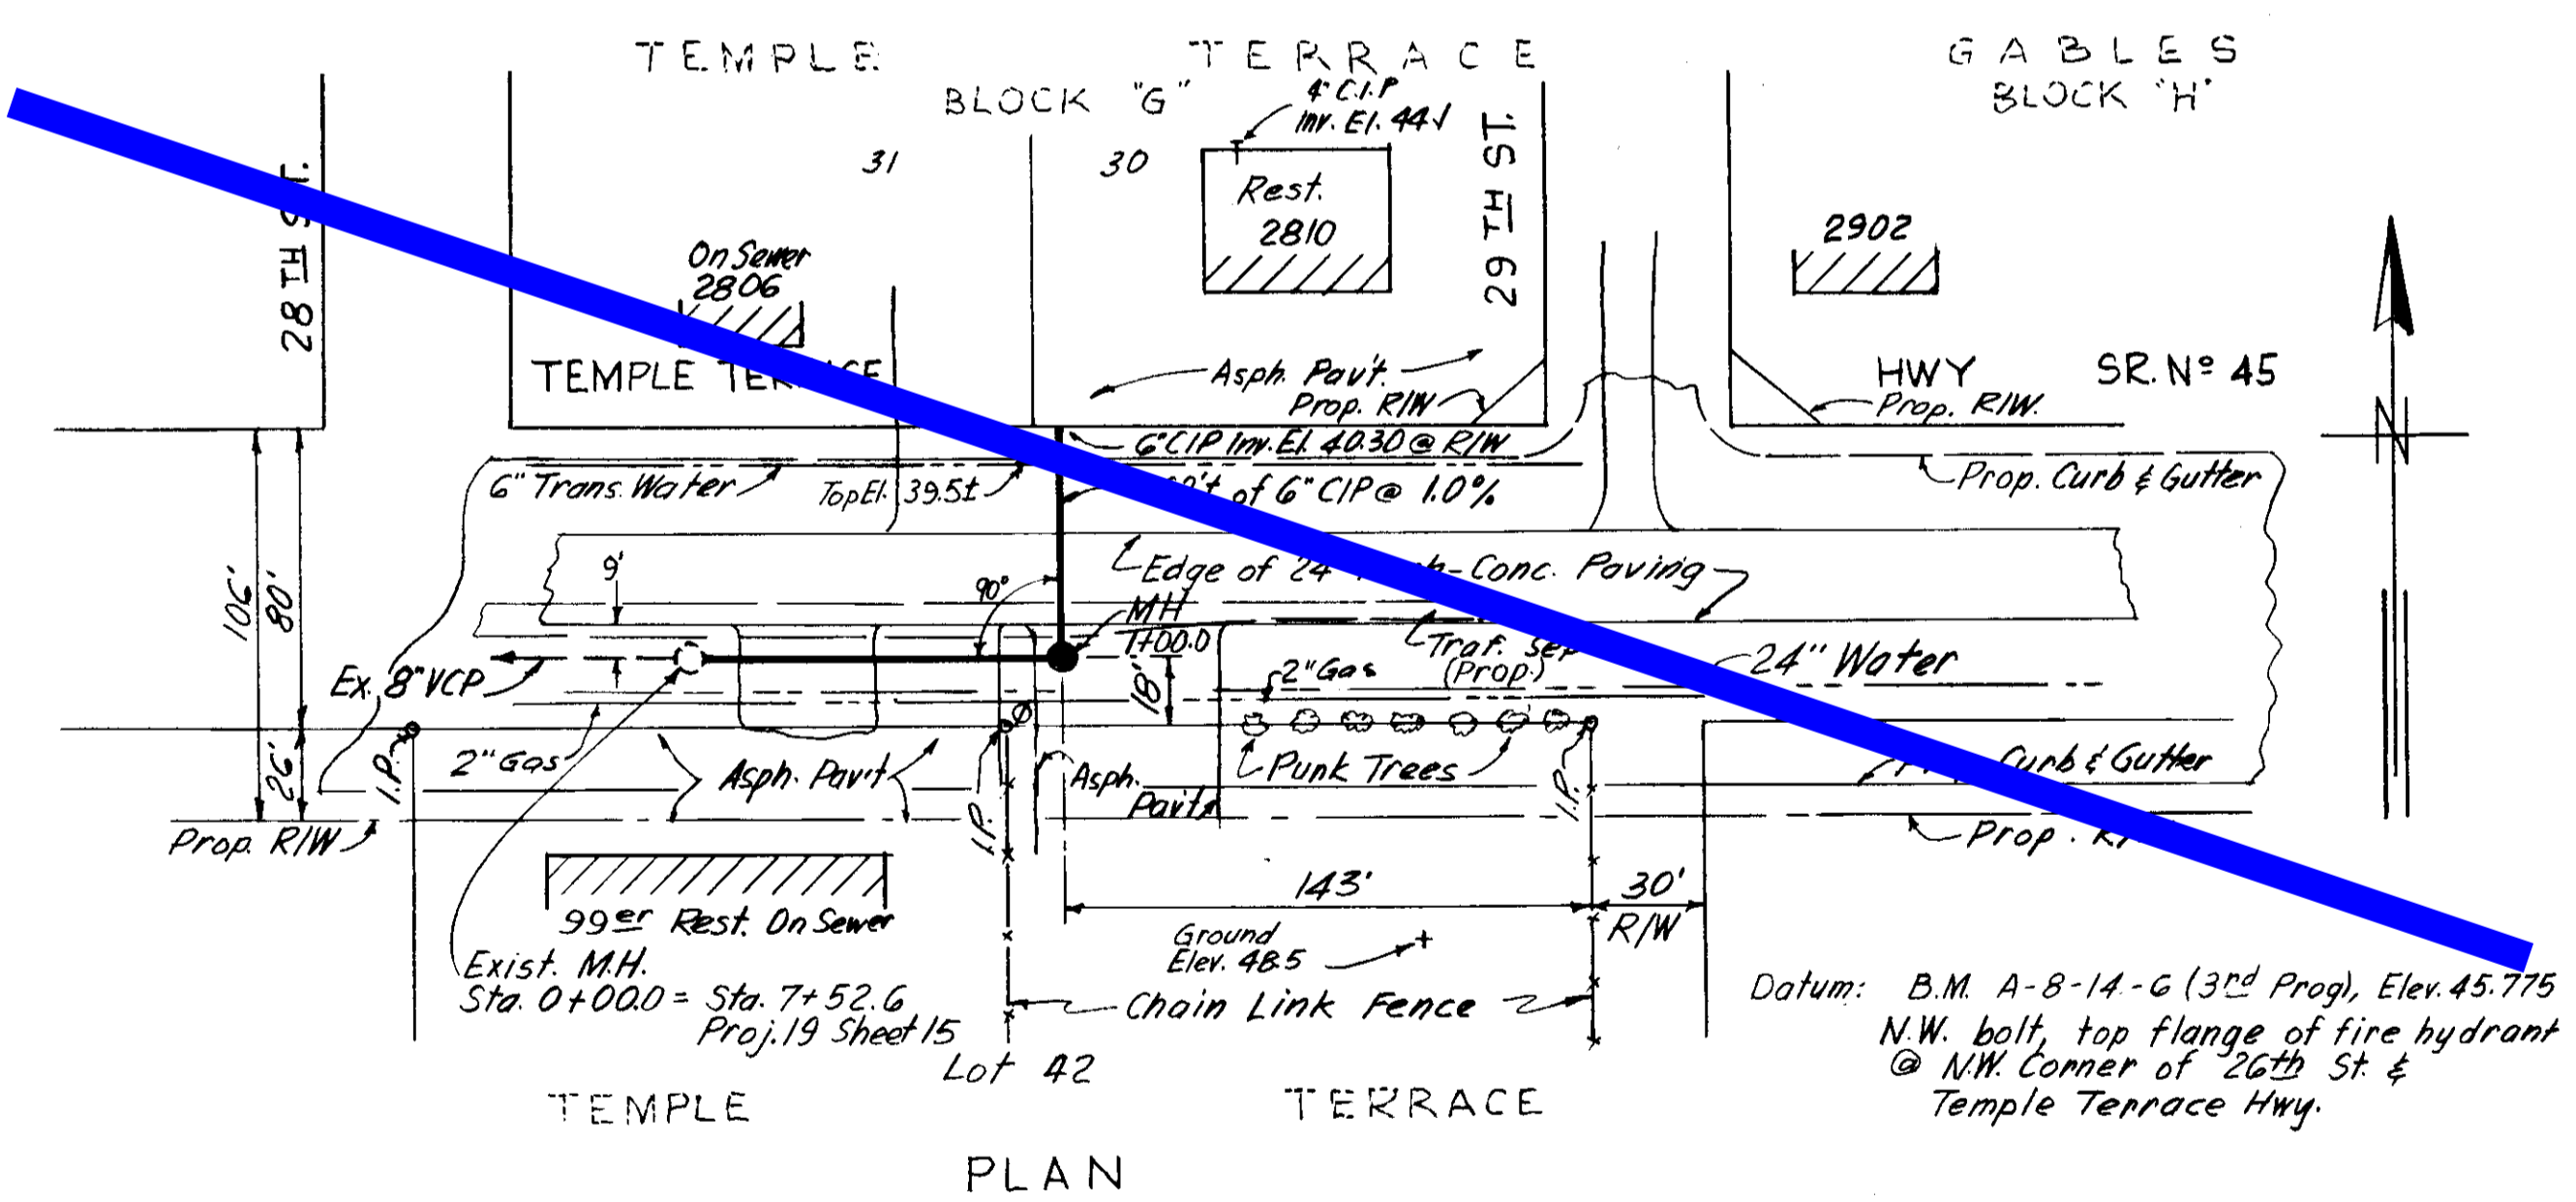 TEMPLE TERRACE GABLES
BLOCK "G"
BLOCK "H"
4" C.I.P
Inv. El. 44√
31
30
28TH ST.
29TH ST.
Rest.
2810
2902
On Sewer
2806
TEMPLE TERRACE
HWY
SR. Nº 45
Asph. Pav't.
Prop. R/W
Prop. R/W.
6" CIP Inv. El. 40.30 @ R/W
6" Trans. Water
Top El. 39.5±
of 6" CIP @ 1.0%
Prop. Curb & Gutter
N
106'
80'
26'
9'
90°
Edge of 24' Conc. Paving
MH
1+00.0
18'
Traf. Sep
(Prop.)
24" Water
2" Gas
Ex. 8" VCP
2" Gas
I.P.
Asph. Pav't
I.P.
Asph.
Pav't
Punk Trees
I.P.
Curb & Gutter
Prop. R/W
Prop.
99er Rest. On Sewer
143'
30'
R/W
Ground
Elev. 48.5
Exist. M.H.
Sta. 0+00.0 = Sta. 7+52.6
Proj. 19 Sheet 15
Chain Link Fence
Lot 42
Datum: B.M. A-8-14-6 (3rd Prog), Elev. 45.775
N.W. bolt, top flange of fire hydrant
@ N.W. Corner of 26th St. &
Temple Terrace Hwy.
TEMPLE TERRACE
PLAN